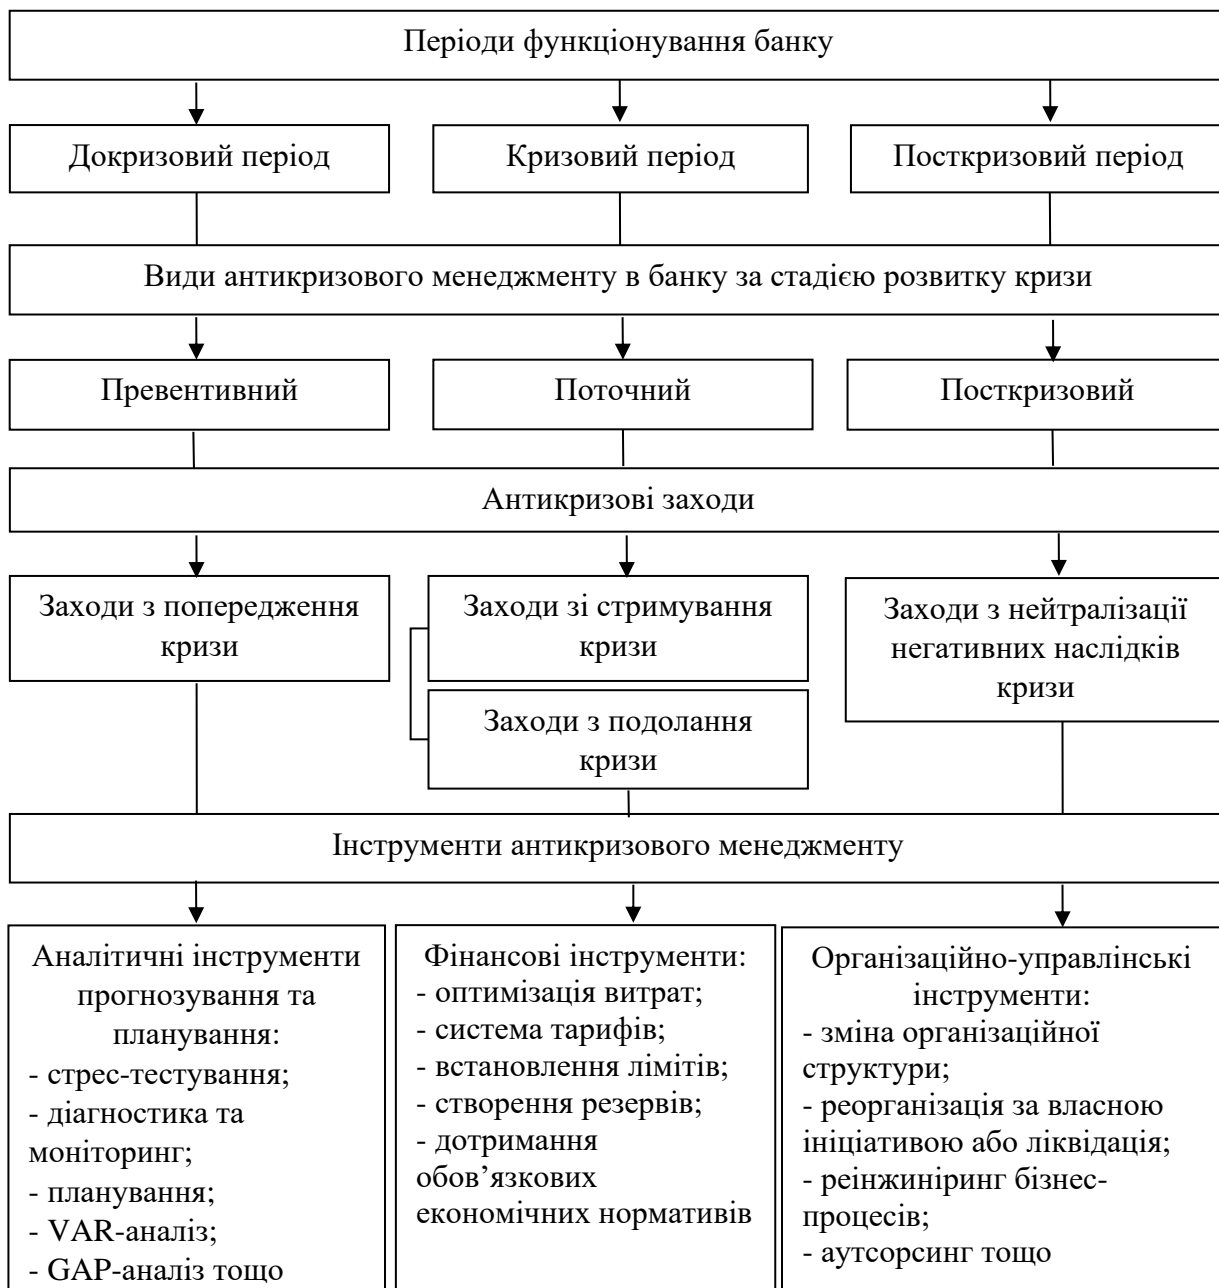 Періоди функціонування банку
Докризовий період
Кризовий період
Посткризовий період
Види антикризового менеджменту в банку за стадією розвитку кризи
Превентивний
Поточний
Посткризовий
Антикризові заходи
Заходи з попередження
кризи
Заходи зі стримування
кризи
Заходи з подолання
кризи
Заходи з нейтралізації
негативних наслідків
кризи
Інструменти антикризового менеджменту
Аналітичні інструменти
прогнозування та
планування:
- стрес-тестування;
- діагностика та
моніторинг;
- планування;
- VAR-аналіз;
- GAP-аналіз тощо
Фінансові інструменти:
- оптимізація витрат;
- система тарифів;
- встановлення лімітів;
- створення резервів;
- дотримання
обов’язкових
економічних нормативів
Організаційно-управлінські
інструменти:
- зміна організаційної
структури;
- реорганізація за власною
ініціативою або ліквідація;
- реінжиніринг бізнес-
процесів;
- аутсорсинг тощо